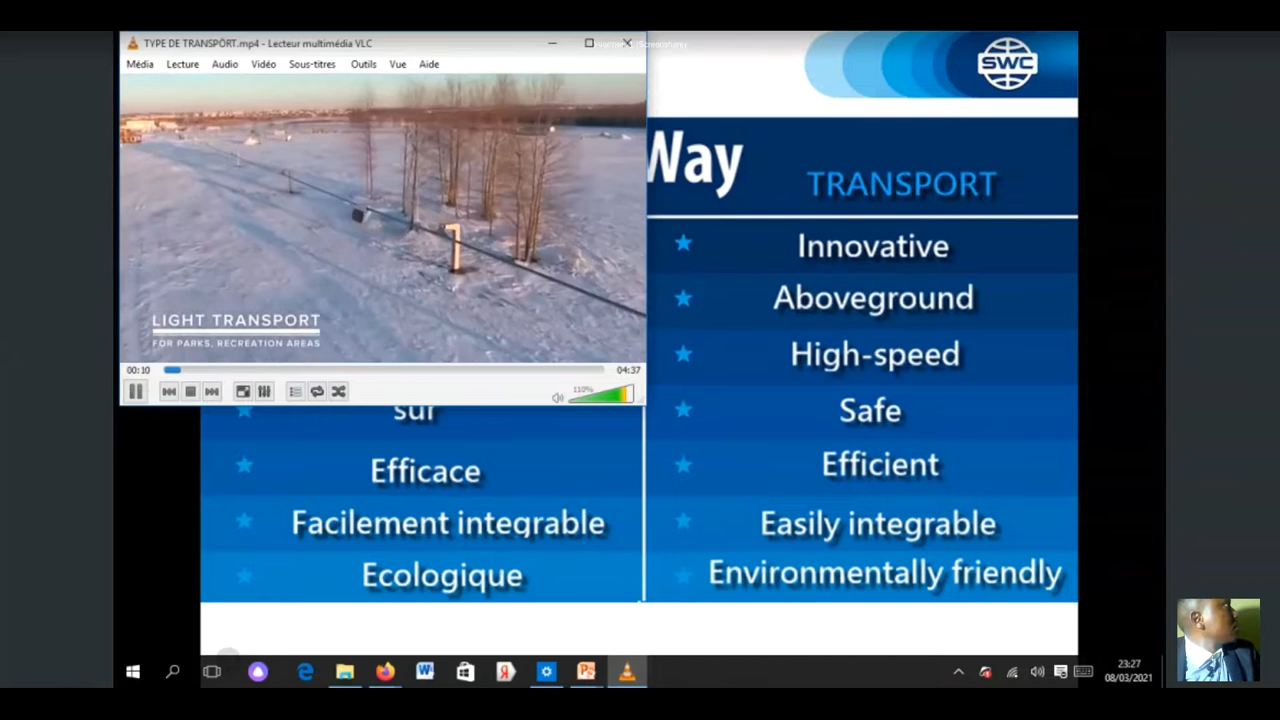 TYPE DE TRANSPÖRT.mp4 - Lecteur multimédia VLC
Média Lecture Audio Vidéo Sous-titres Outils Vue Aide
LIGHT TRANSPORT
FOR PARKS, RECREATION AREAS
00:10 04:37
110%
SWC
Way TRANSPORT
Innovative
Aboveground
High-speed
Safe
Efficient
Easily integrable
Environmentally friendly
sur
Efficace
Facilement integrable
Ecologique
23:27
08/03/2021